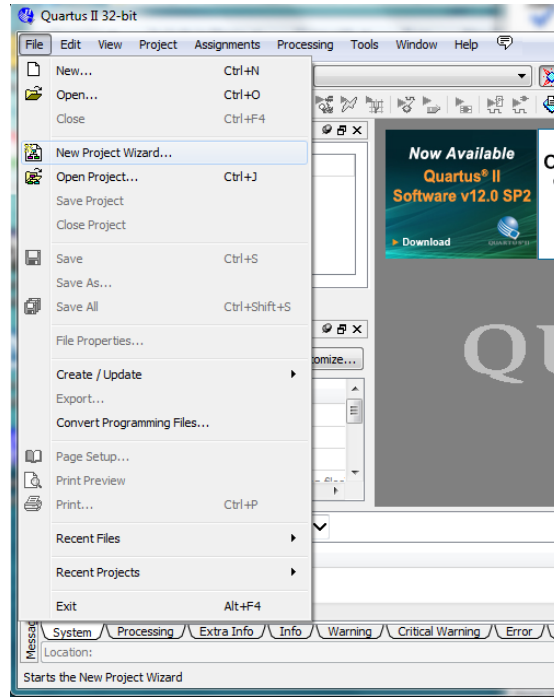 Quartus II 32-bit
File Edit View Project Assignments Processing Tools Window Help
New... Ctrl+N
Open... Ctrl+O
Close Ctrl+F4
New Project Wizard...
Open Project... Ctrl+J
Save Project
Close Project
Save Ctrl+S
Save As...
Save All Ctrl+Shift+S
File Properties...
Create / Update
Export...
Convert Programming Files...
Page Setup...
Print Preview
Print... Ctrl+P
Recent Files
Recent Projects
Exit Alt+F4
Now Available
Quartus® II
Software v12.0 SP2
Download
QUARTUS II
QU
omize...
System Processing Extra Info Info Warning Critical Warning Error
Messag
Location:
Starts the New Project Wizard